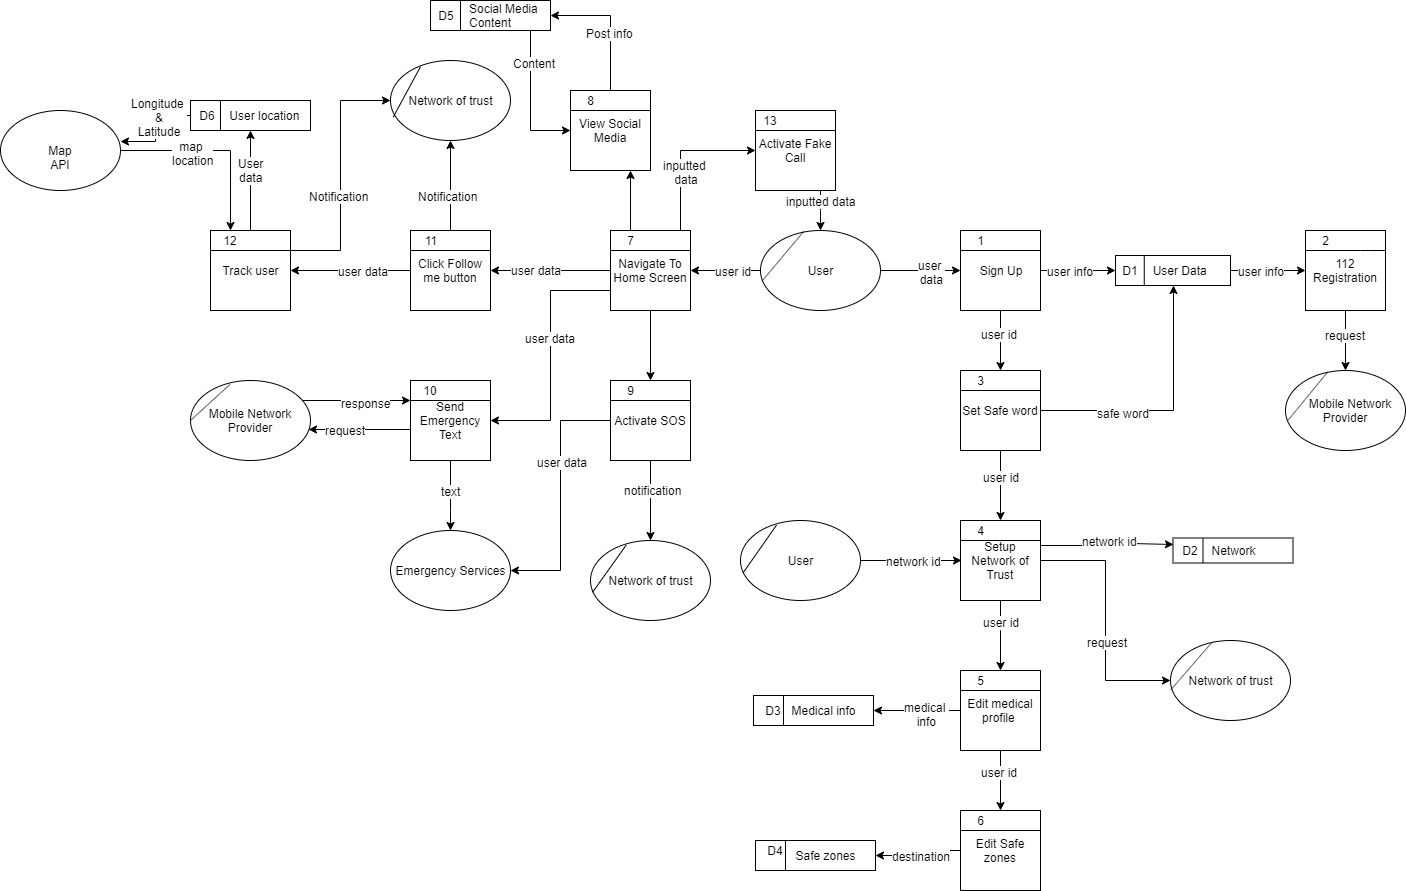 D5
Social Media
Content
Post info
Content
Network of trust
8
View Social
Media
13
Activate Fake
Call
Longitude
&
Latitude
D6
User location
Map
API
map
location
User
data
Notification
Notification
inputted
data
inputted data
12
Track user
user data
11
Click Follow
me button
user data
7
Navigate To
Home Screen
user id
User
user
data
1
Sign Up
user info
D1
User Data
user info
2
112
Registration
user data
user id
request
Mobile Network
Provider
response
request
10
Send
Emergency
Text
9
Activate SOS
3
Set Safe word
safe word
Mobile Network
Provider
user data
text
notification
user id
Emergency Services
Network of trust
User
network id
4
Setup
Network of
Trust
network id
D2
Network
user id
request
Network of trust
D3
Medical info
medical
info
5
Edit medical
profile
user id
D4
Safe zones
destination
6
Edit Safe
zones